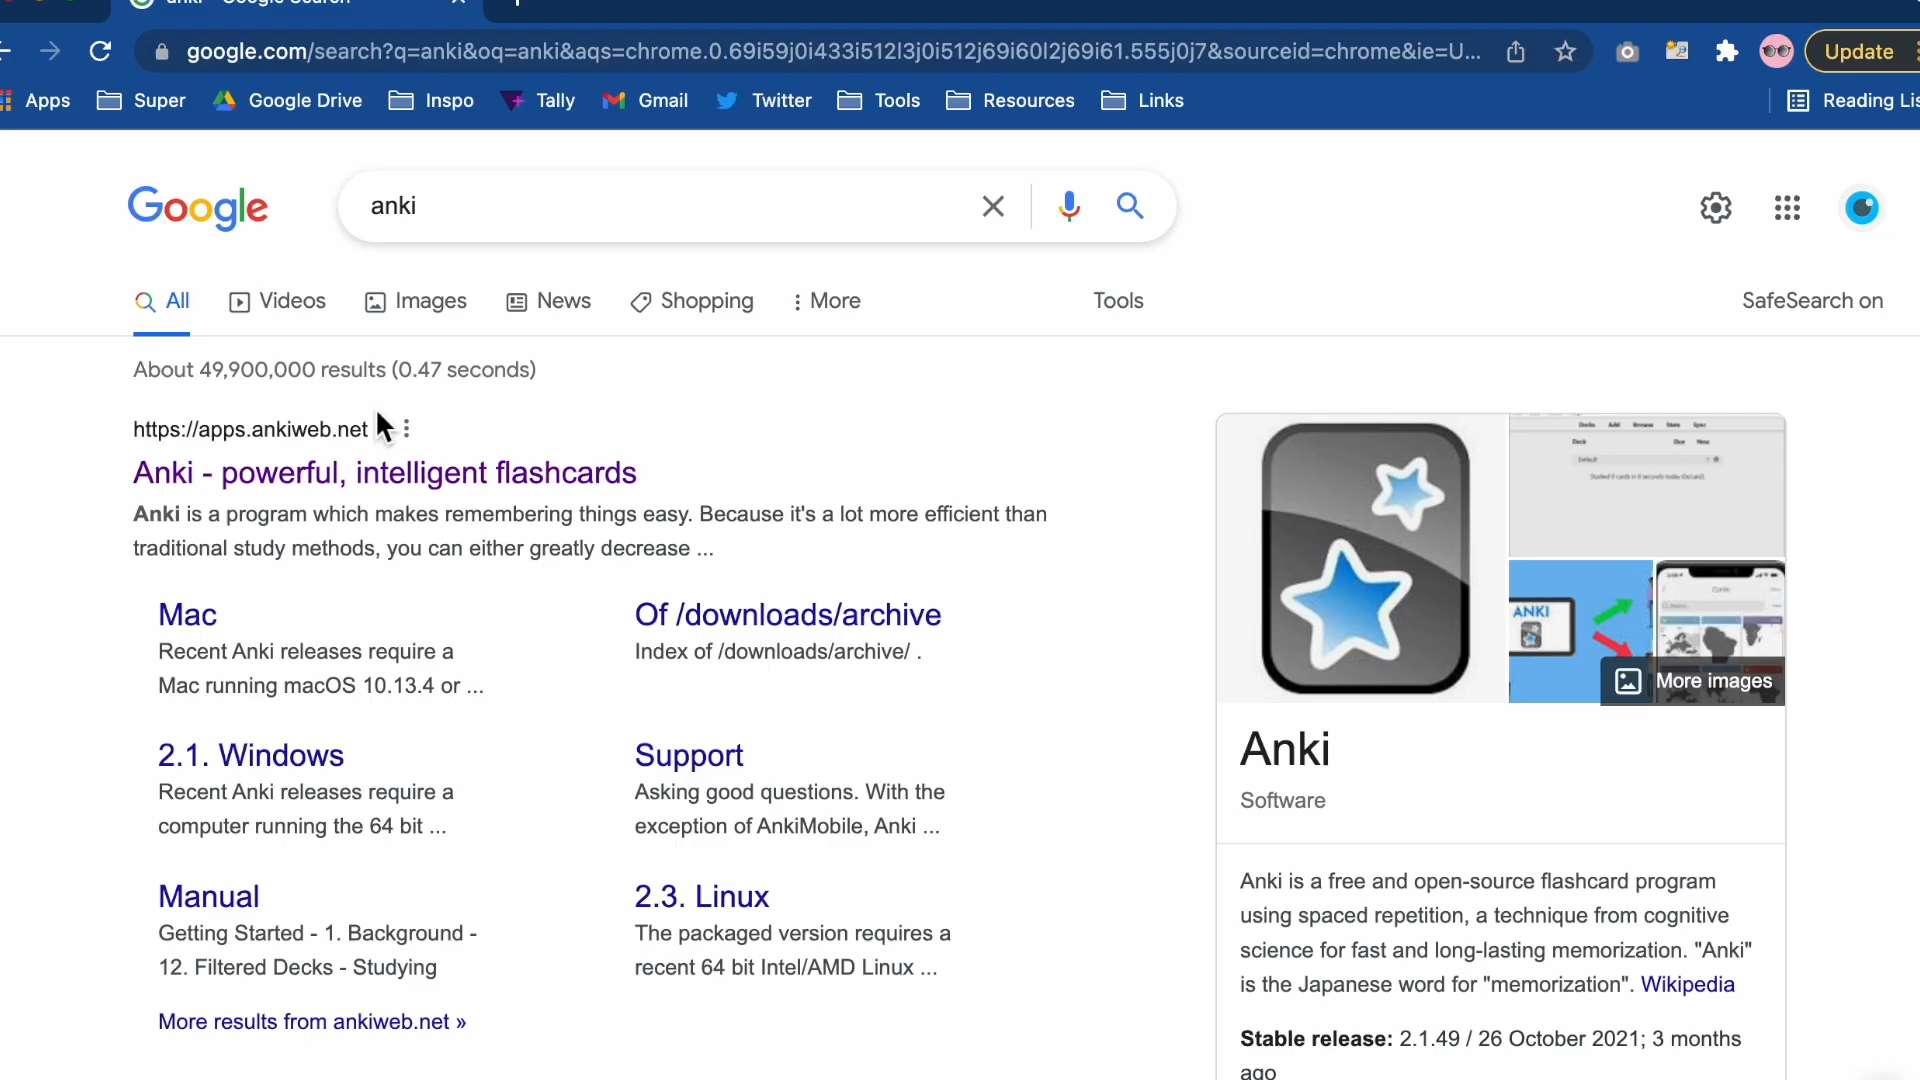 google.com/search?q=anki&oq=anki&aqs=chrome.0.69i59j0i433i512l3j0i512j69i60l2j69i61.555j0j7&sourceid=chrome&ie=U...
Update
Apps Super Google Drive Inspo Tally Gmail Twitter Tools Resources Links
Reading Lis
Google
anki
All Videos Images News Shopping More Tools SafeSearch on
About 49,900,000 results (0.47 seconds)
https://apps.ankiweb.net
Anki - powerful, intelligent flashcards
Anki is a program which makes remembering things easy. Because it's a lot more efficient than
traditional study methods, you can either greatly decrease ...
Mac
Recent Anki releases require a
Mac running macOS 10.13.4 or ...
Of /downloads/archive
Index of /downloads/archive/ .
2.1. Windows
Recent Anki releases require a
computer running the 64 bit ...
Support
Asking good questions. With the
exception of AnkiMobile, Anki ...
Manual
Getting Started - 1. Background -
12. Filtered Decks - Studying
2.3. Linux
The packaged version requires a
recent 64 bit Intel/AMD Linux ...
More results from ankiweb.net »
ANKI
More images
Anki
Software
Anki is a free and open-source flashcard program
using spaced repetition, a technique from cognitive
science for fast and long-lasting memorization. "Anki"
is the Japanese word for "memorization". Wikipedia
Stable release: 2.1.49 / 26 October 2021; 3 months
ago